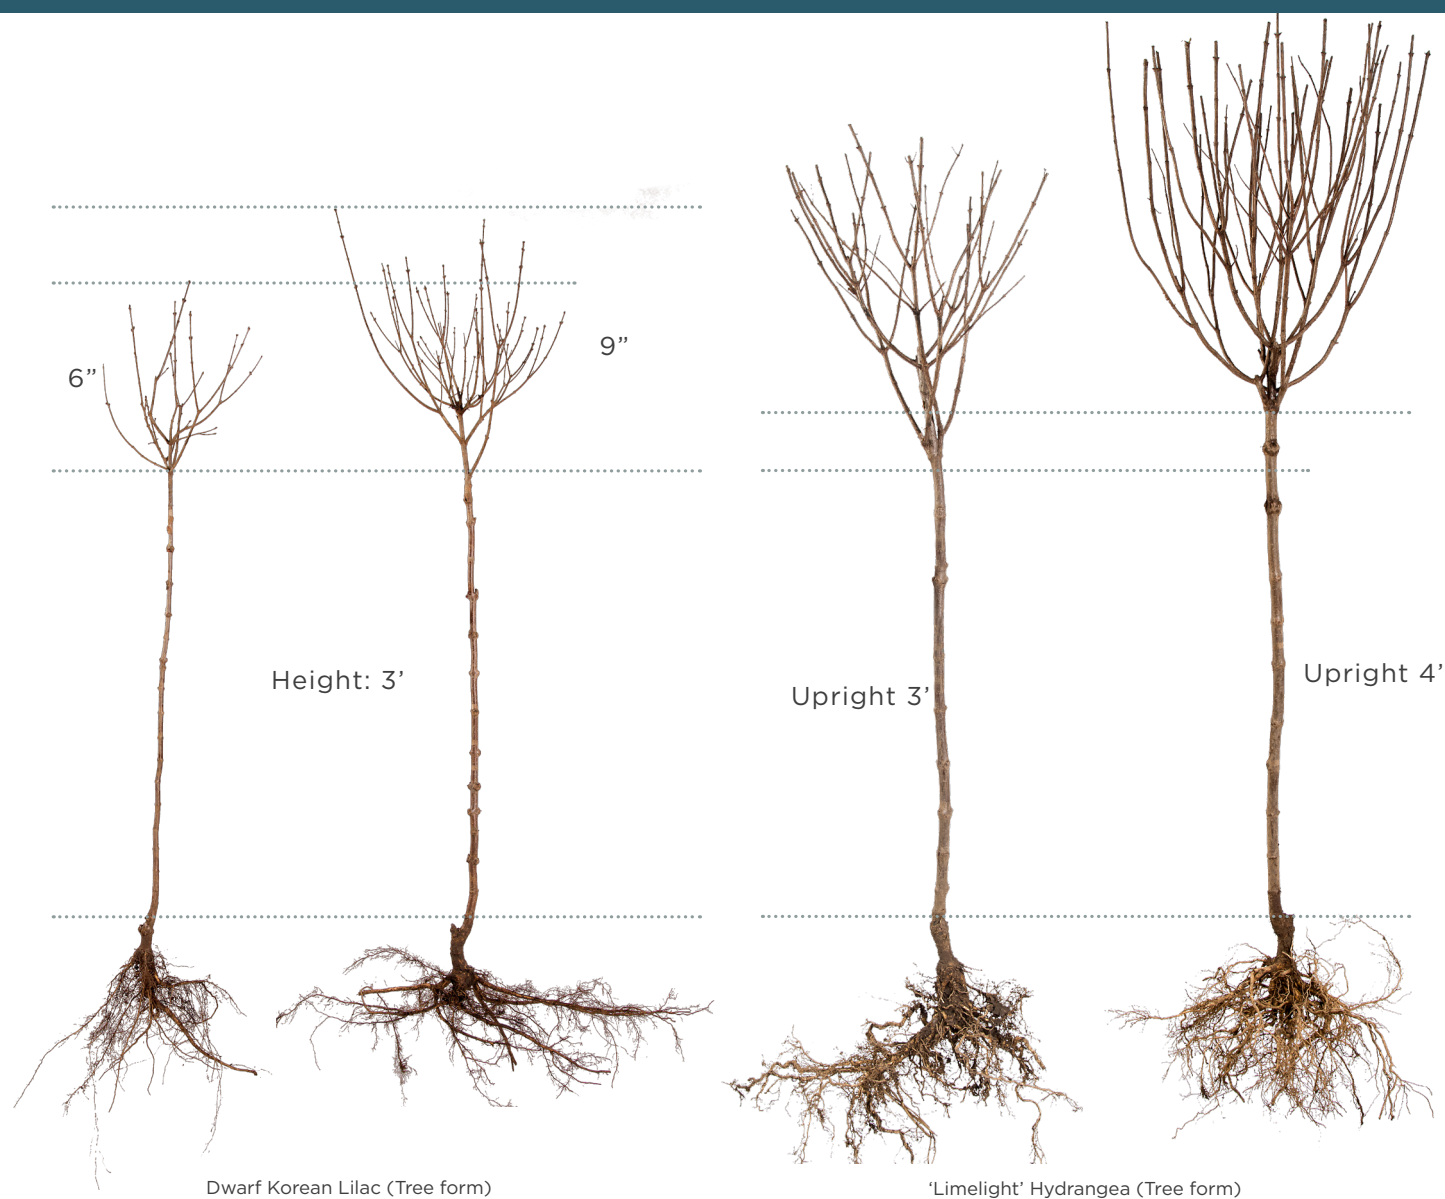 9”
6”
Height: 3’
Upright 3’
Upright 4’
Dwarf Korean Lilac (Tree form)
‘Limelight’ Hydrangea (Tree form)